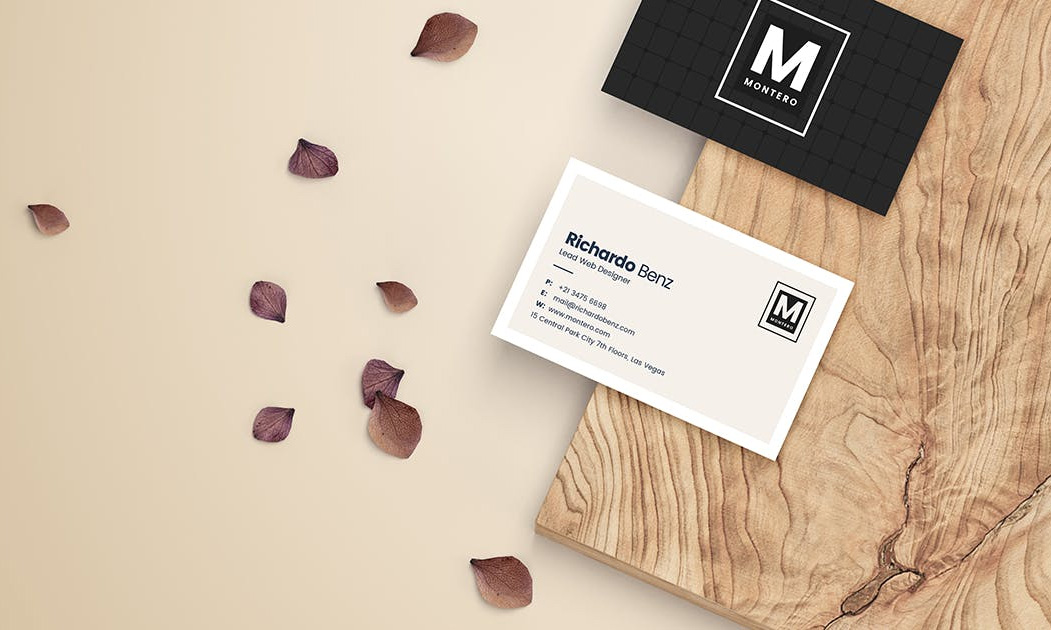 M
MONTERO
Richardo Benz
Lead Web Designer
P: +21 3475 6698
E: mail@richardobenz.com
W: www.montero.com
15 Central Park City 7th Floors, Las Vegas
M
MONTERO